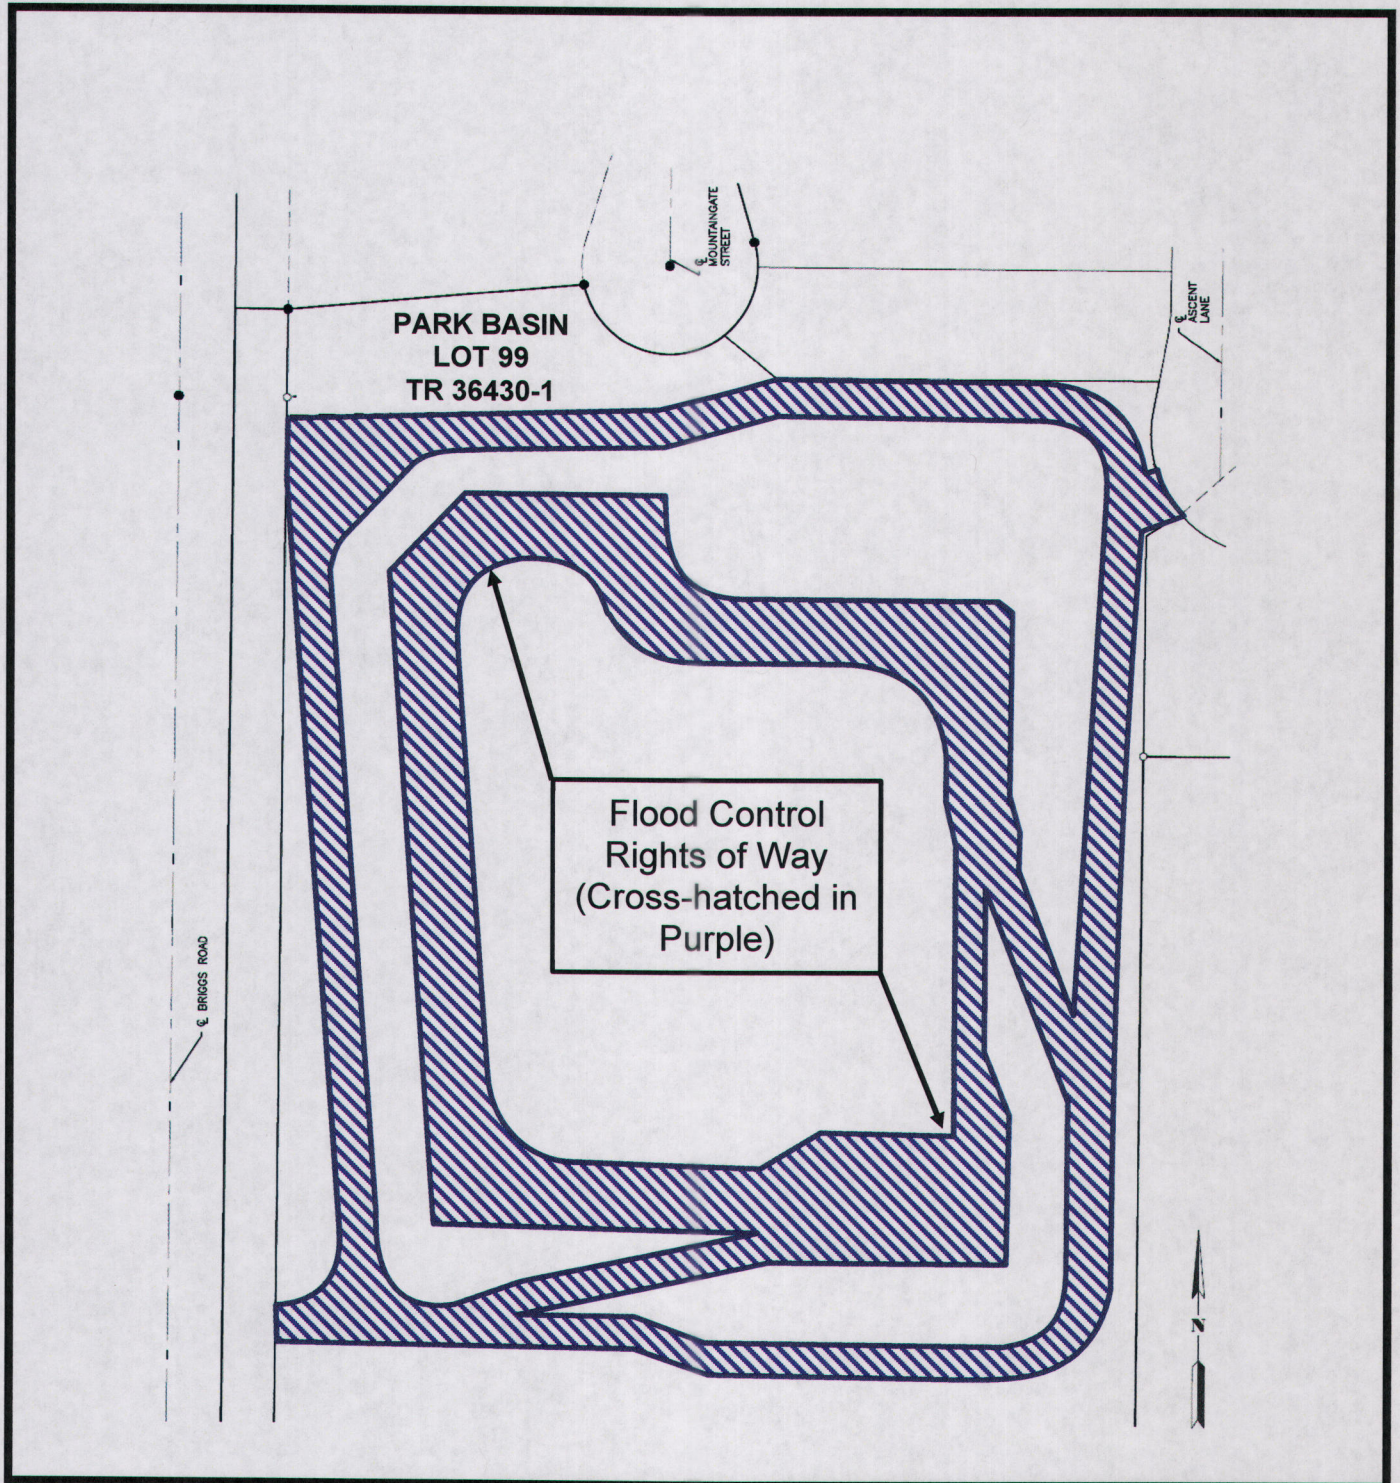 ℄
MOUNTAINGATE
STREET
℄
ASCENT
LANE
PARK BASIN
LOT 99
TR 36430-1
Flood Control
Rights of Way
(Cross-hatched in
Purple)
℄ BRIGGS ROAD
N